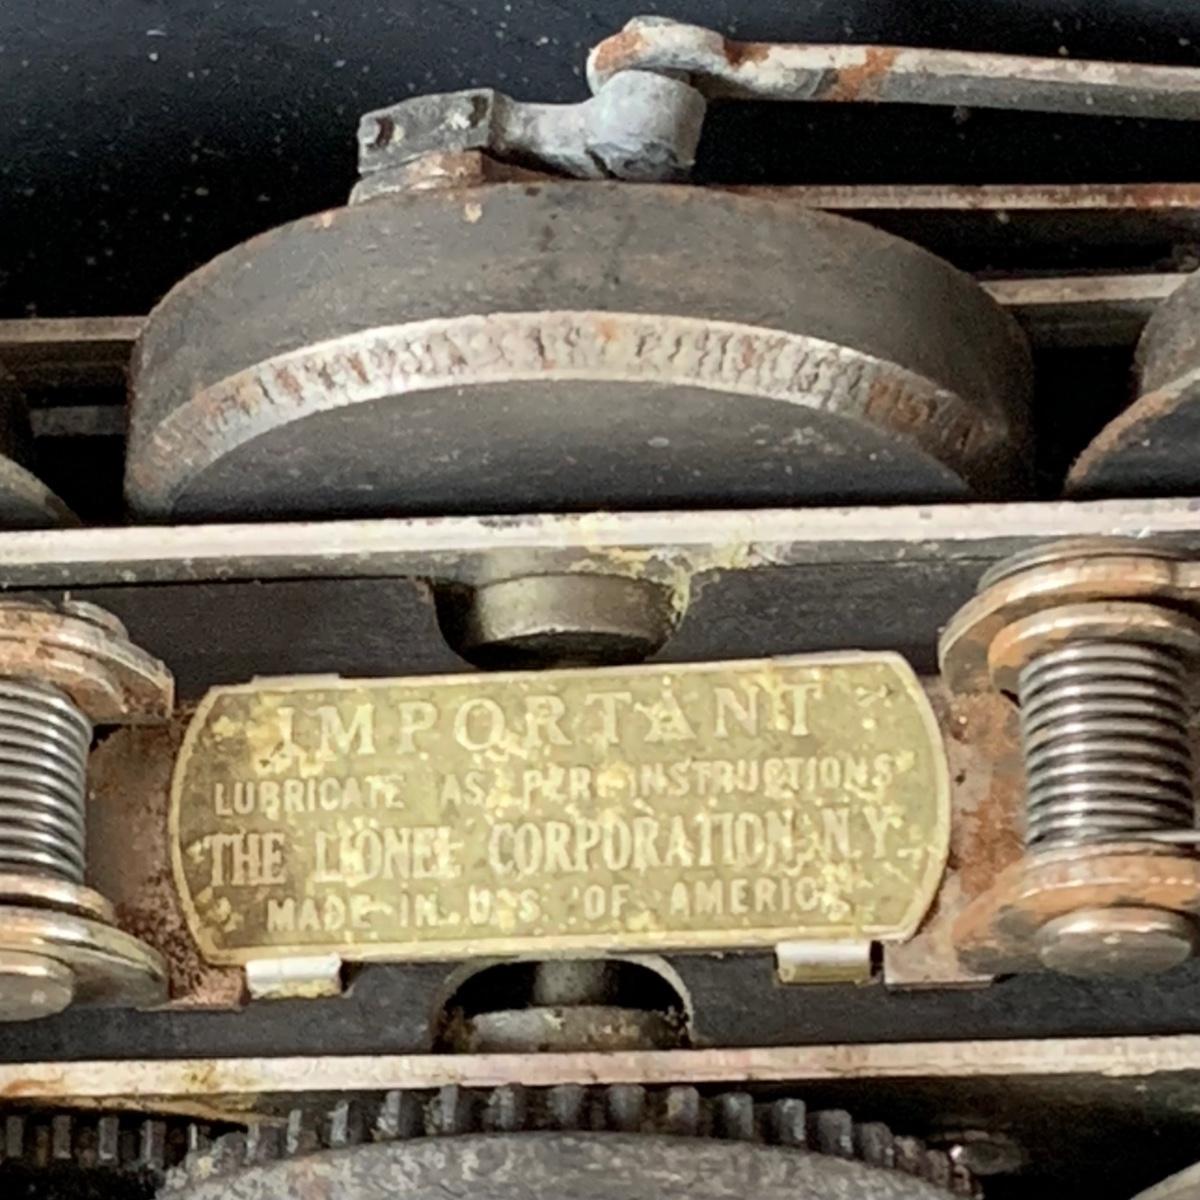 IMPORTANT
LUBRICATE AS PER INSTRUCTIONS
THE LIONEL CORPORATION, N.Y.
MADE IN U.S. OF AMERICA